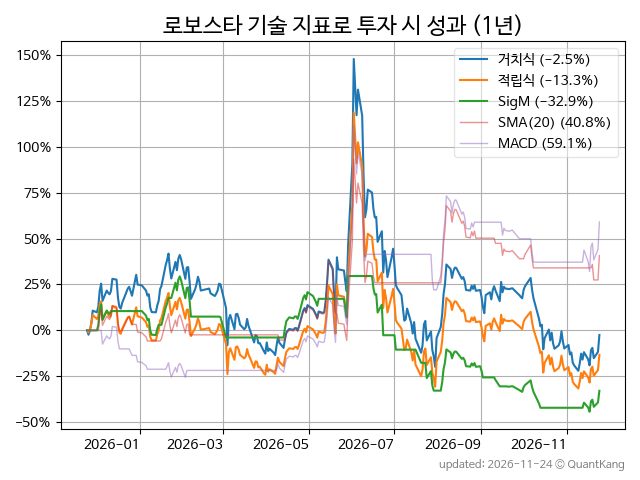 로보스타 기술 지표로 투자 시 성과 (1년)
150%
125%
100%
75%
50%
25%
0%
−25%
−50%
거치식 (-2.5%)
적립식 (-13.3%)
SigM (-32.9%)
SMA(20) (40.8%)
MACD (59.1%)
2026-01
2026-03
2026-05
2026-07
2026-09
2026-11
updated: 2026-11-24 © QuantKang